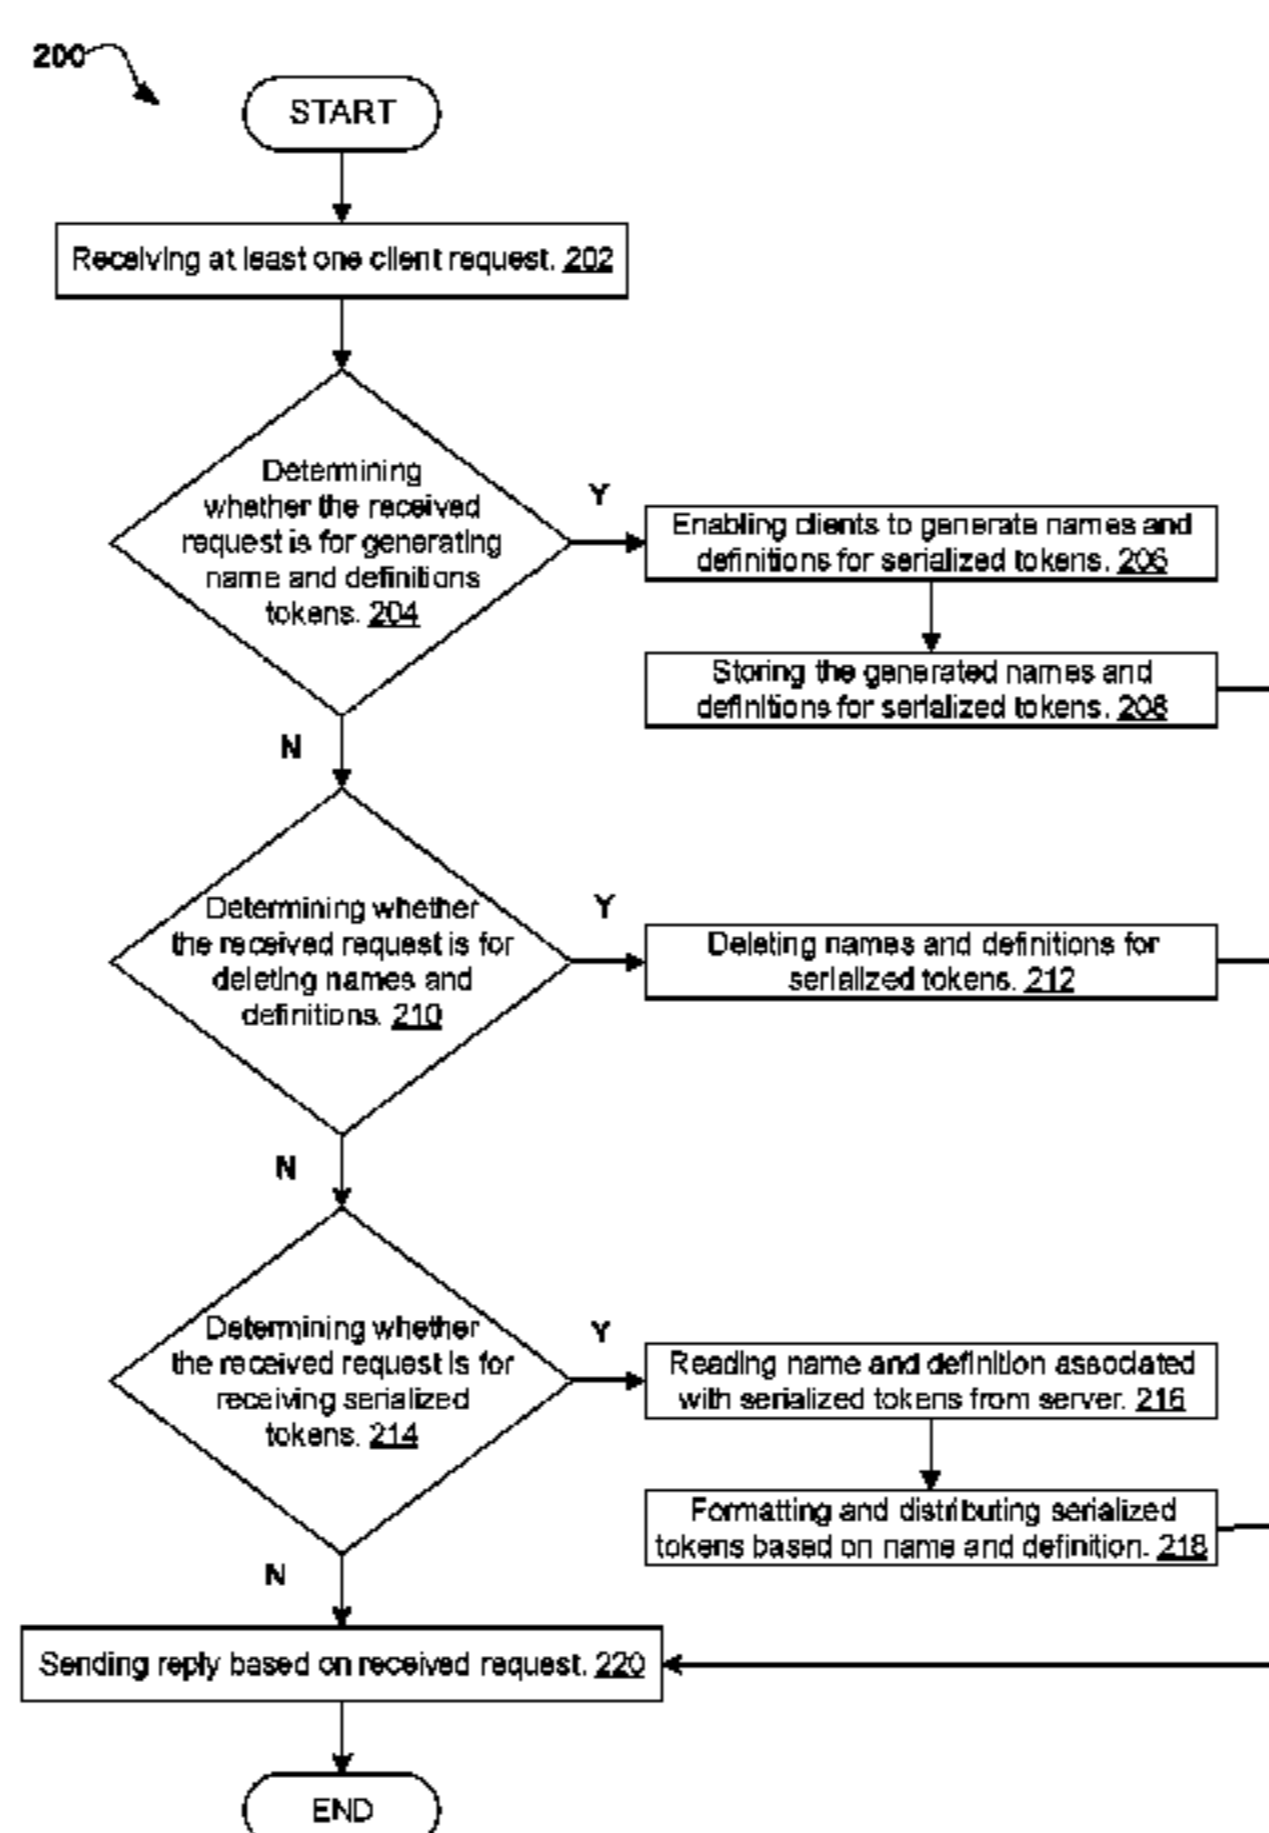 200
START
Receiving at least one client request. 202
Determining
whether the received
request is for generating
name and definitions
tokens. 204
Y
Enabling clients to generate names and
definitions for serialized tokens. 206
Storing the generated names and
definitions for serialized tokens. 208
N
Determining whether
the received request is for
deleting names and
definitions. 210
Y
Deleting names and definitions for
serialized tokens. 212
N
Determining whether
the received request is for
receiving serialized
tokens. 214
Y
Reading name and definition associated
with serialized tokens from server. 216
Formatting and distributing serialized
tokens based on name and definition. 218
N
Sending reply based on received request. 220
END